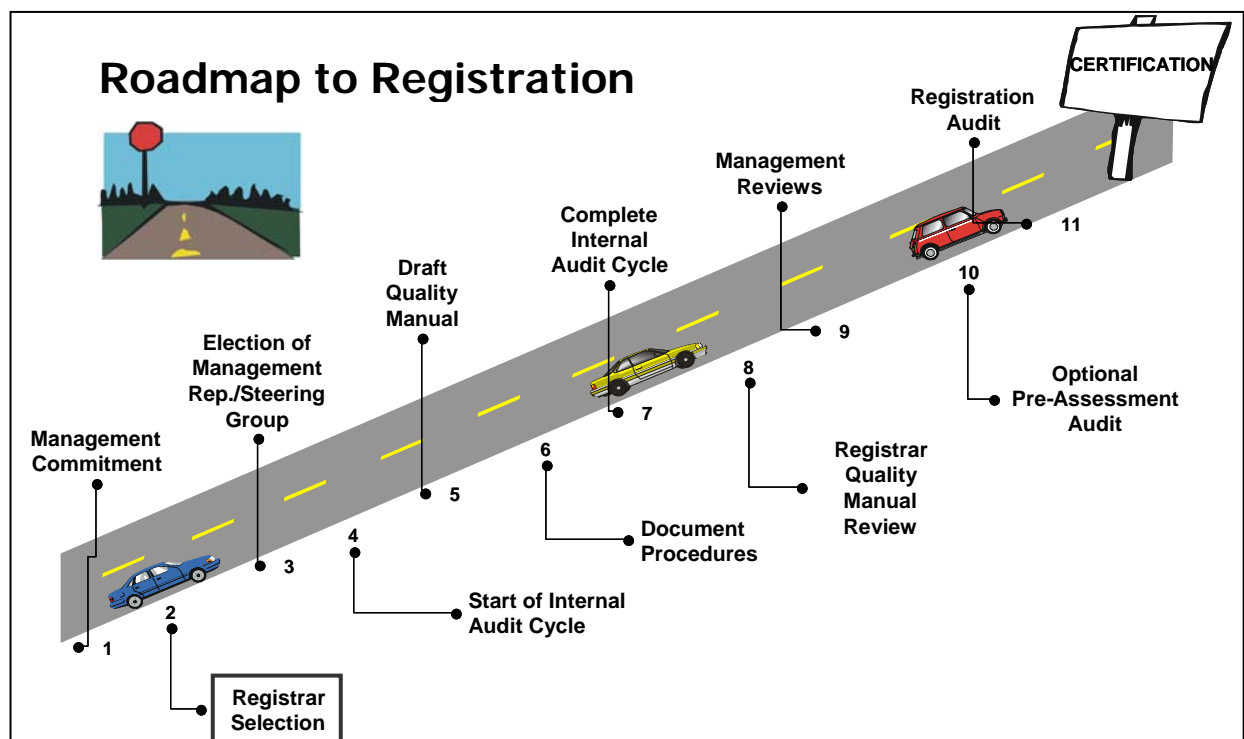 Roadmap to Registration
CERTIFICATION
Registration
Audit
Management
Reviews
Complete
Internal
Audit Cycle
11
Draft
Quality
Manual
10
Election of
Management
Rep./Steering
Group
9
8
Optional
Pre-Assessment
Audit
Management
Commitment
7
6
Registrar
Quality
Manual
Review
5
Document
Procedures
4
3
Start of Internal
Audit Cycle
2
1
Registrar
Selection